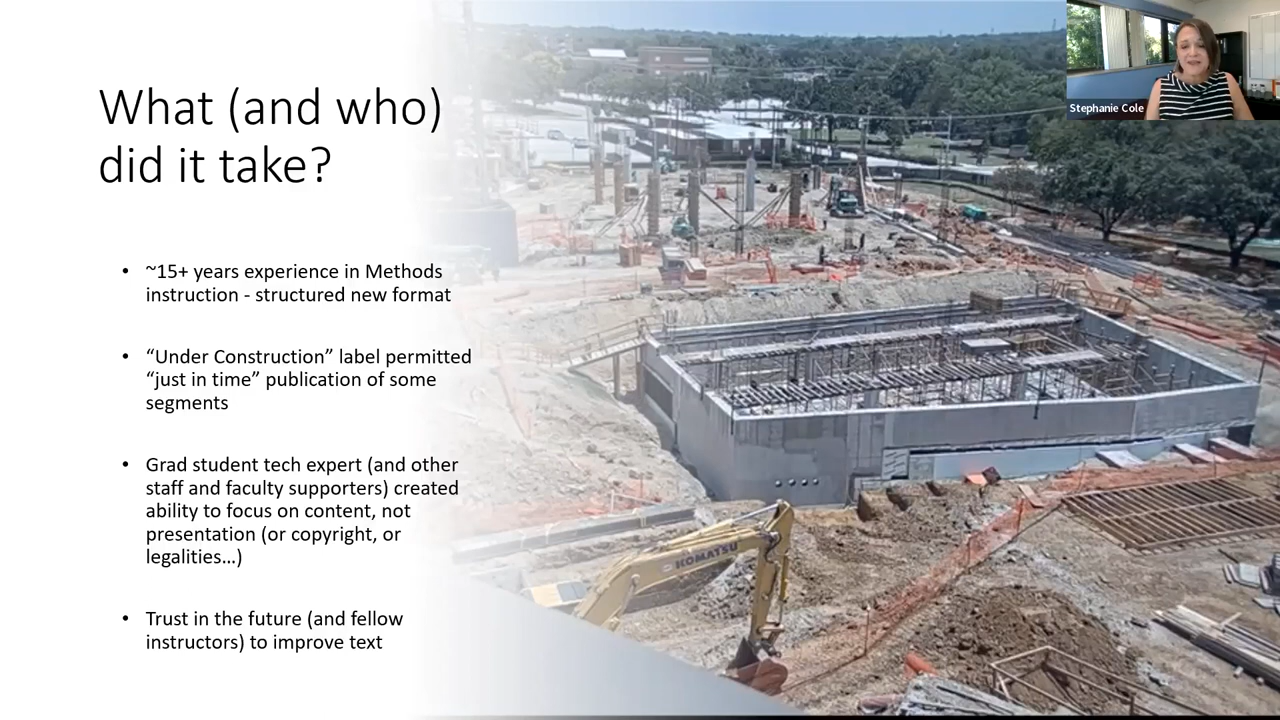 What (and who)
did it take?
• ~15+ years experience in Methods
instruction - structured new format
• “Under Construction” label permitted
“just in time” publication of some
segments
• Grad student tech expert (and other
staff and faculty supporters) created
ability to focus on content, not
presentation (or copyright, or
legalities…)
• Trust in the future (and fellow
instructors) to improve text
Stephanie Cole
KOMATSU